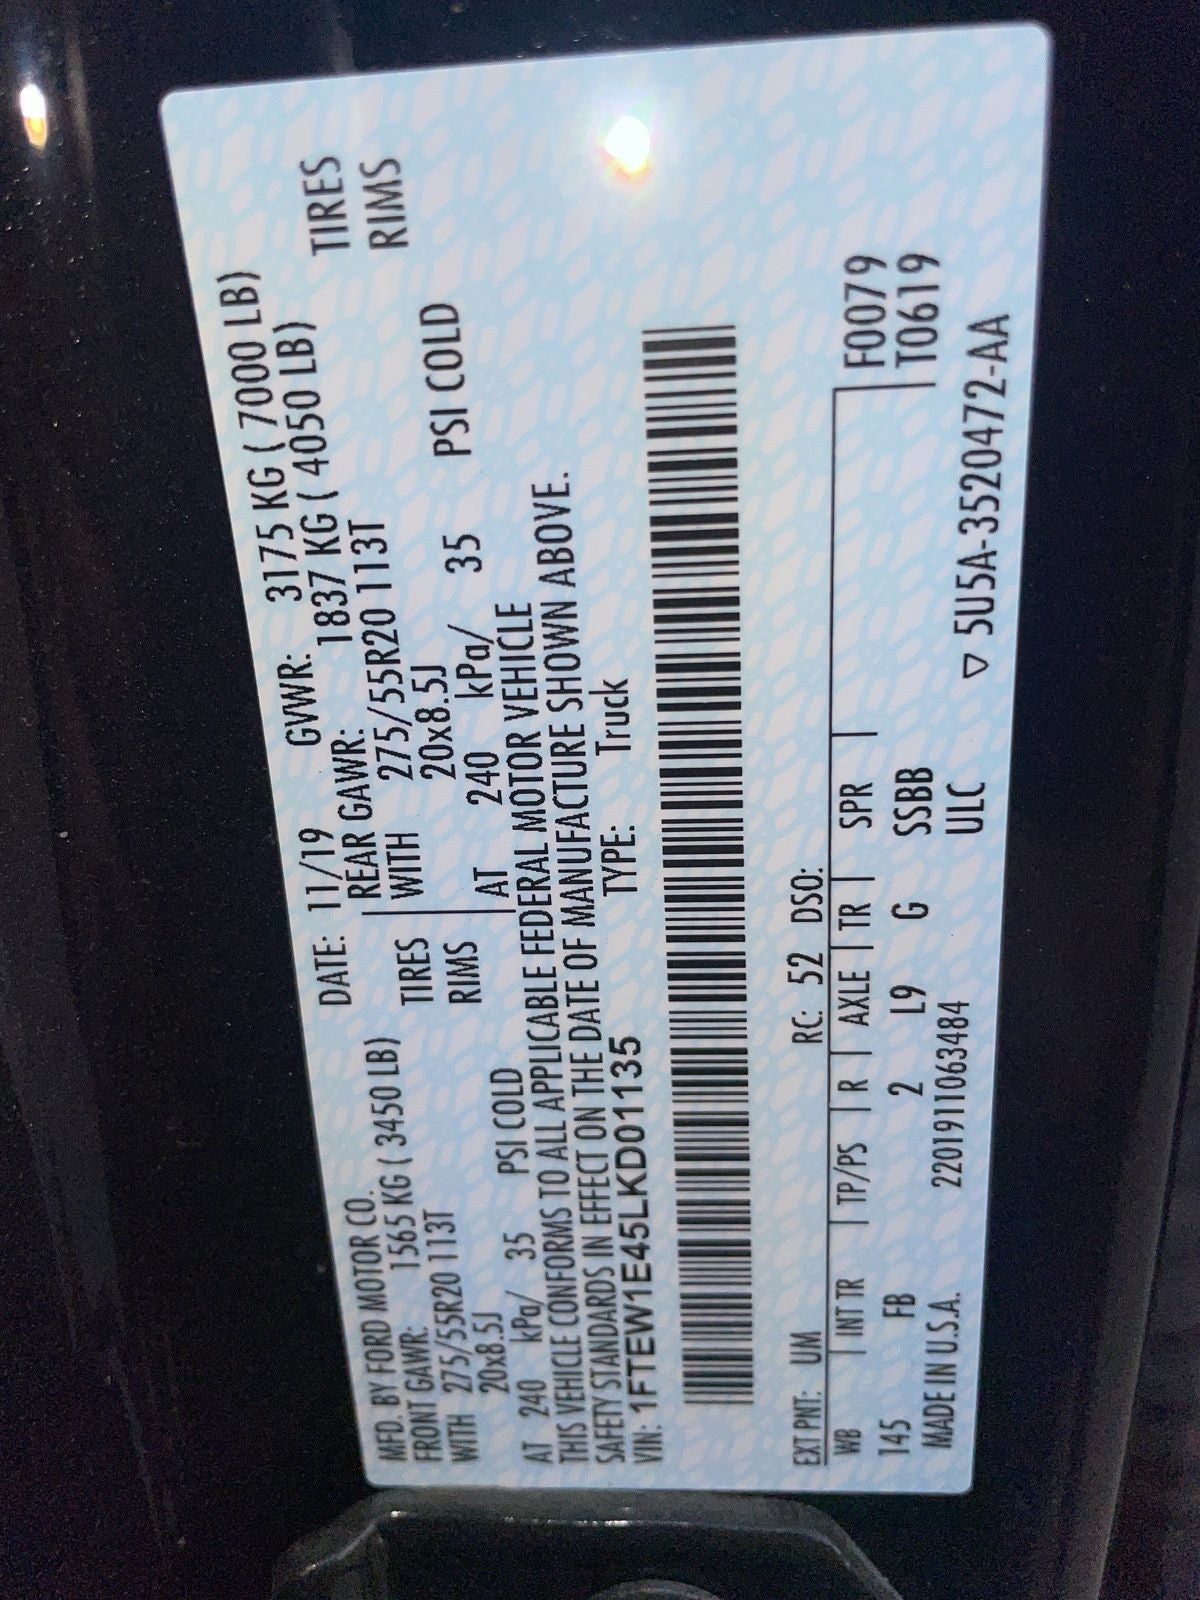 MFD. BY FORD MOTOR CO. DATE: 11/19 GVWR: 3175 KG ( 7000 LB)
FRONT GAWR: 1565 KG ( 3450 LB) REAR GAWR: 1837 KG ( 4050 LB)
WITH 275/55R20 113T TIRES WITH 275/55R20 113T TIRES
20x8.5J RIMS 20x8.5J RIMS
AT 240 kPa/ 35 PSI COLD AT 240 kPa/ 35 PSI COLD
THIS VEHICLE CONFORMS TO ALL APPLICABLE FEDERAL MOTOR VEHICLE
SAFETY STANDARDS IN EFFECT ON THE DATE OF MANUFACTURE SHOWN ABOVE.
VIN: 1FTEW1E45LKD01135 TYPE: Truck
EXT PNT: UM RC: 52 DSO:
WB INT TR TP/PS R AXLE TR SPR F0079
145 FB 2 L9 G SSBB T0619
MADE IN U.S.A. 2201911063484 ULC ▽ 5U5A-3520472-AA